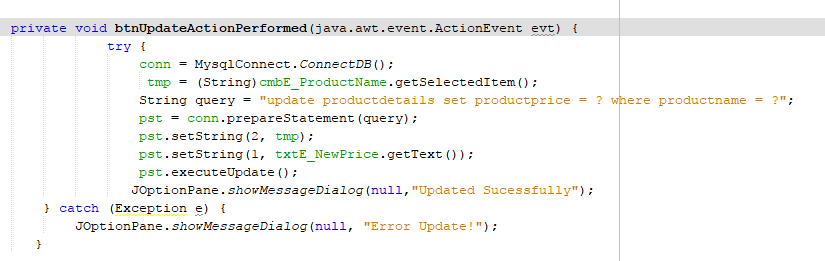 private void btnUpdateActionPerformed(java.awt.event.ActionEvent evt) {
try {
conn = MysqlConnect.ConnectDB();
tmp = (String)cmbE_ProductName.getSelectedItem();
String query = "update productdetails set productprice = ? where productname = ?";
pst = conn.prepareStatement(query);
pst.setString(2, tmp);
pst.setString(1, txtE_NewPrice.getText());
pst.executeUpdate();
JOptionPane.showMessageDialog(null,"Updated Sucessfully");
} catch (Exception e) {
JOptionPane.showMessageDialog(null, "Error Update!");
}